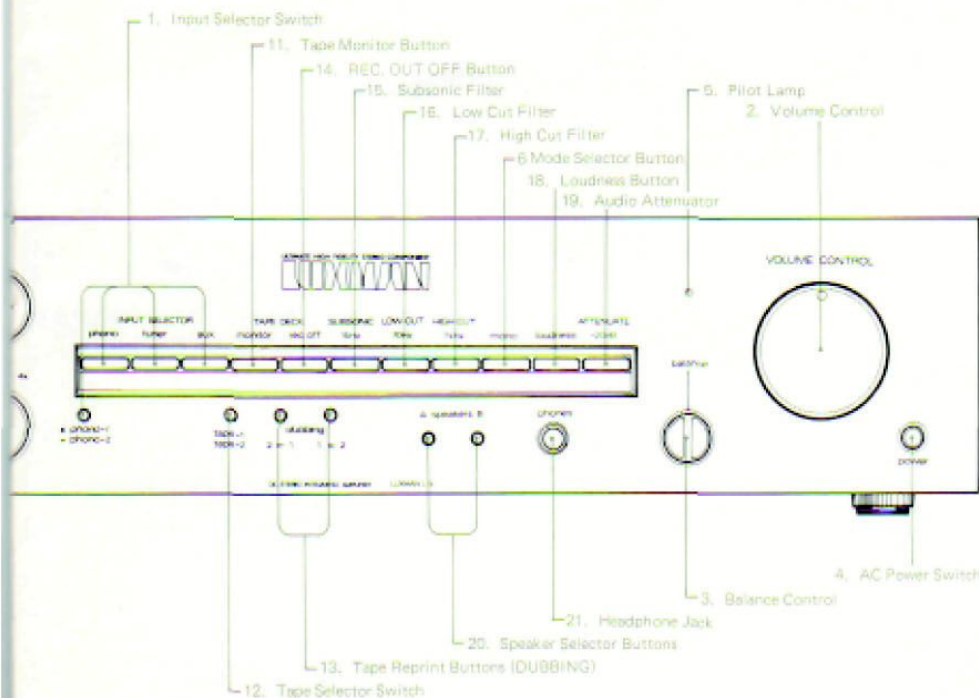 1. Input Selector Switch
11. Tape Monitor Button
14. REC. OUT OFF Button
15. Subsonic Filter
16. Low Cut Filter
17. High Cut Filter
6 Mode Selector Button
18. Loudness Button
19. Audio Attenuator
5. Pilot Lamp
2. Volume Control
ULTIMATE HIGH FIDELITY STEREO COMPONENT
VOLUME CONTROL
INPUT SELECTOR TAPE DECK SUBSONIC LOW-CUT HIGH-CUT ATTENUATE
phono tuner aux monitor rec off mono loudness
balance
phono-1
phono-2
tape-1
tape-2
dubbing
A speakers B
phones
power
4. AC Power Switch
3. Balance Control
21. Headphone Jack
20. Speaker Selector Buttons
13. Tape Reprint Buttons (DUBBING)
12. Tape Selector Switch